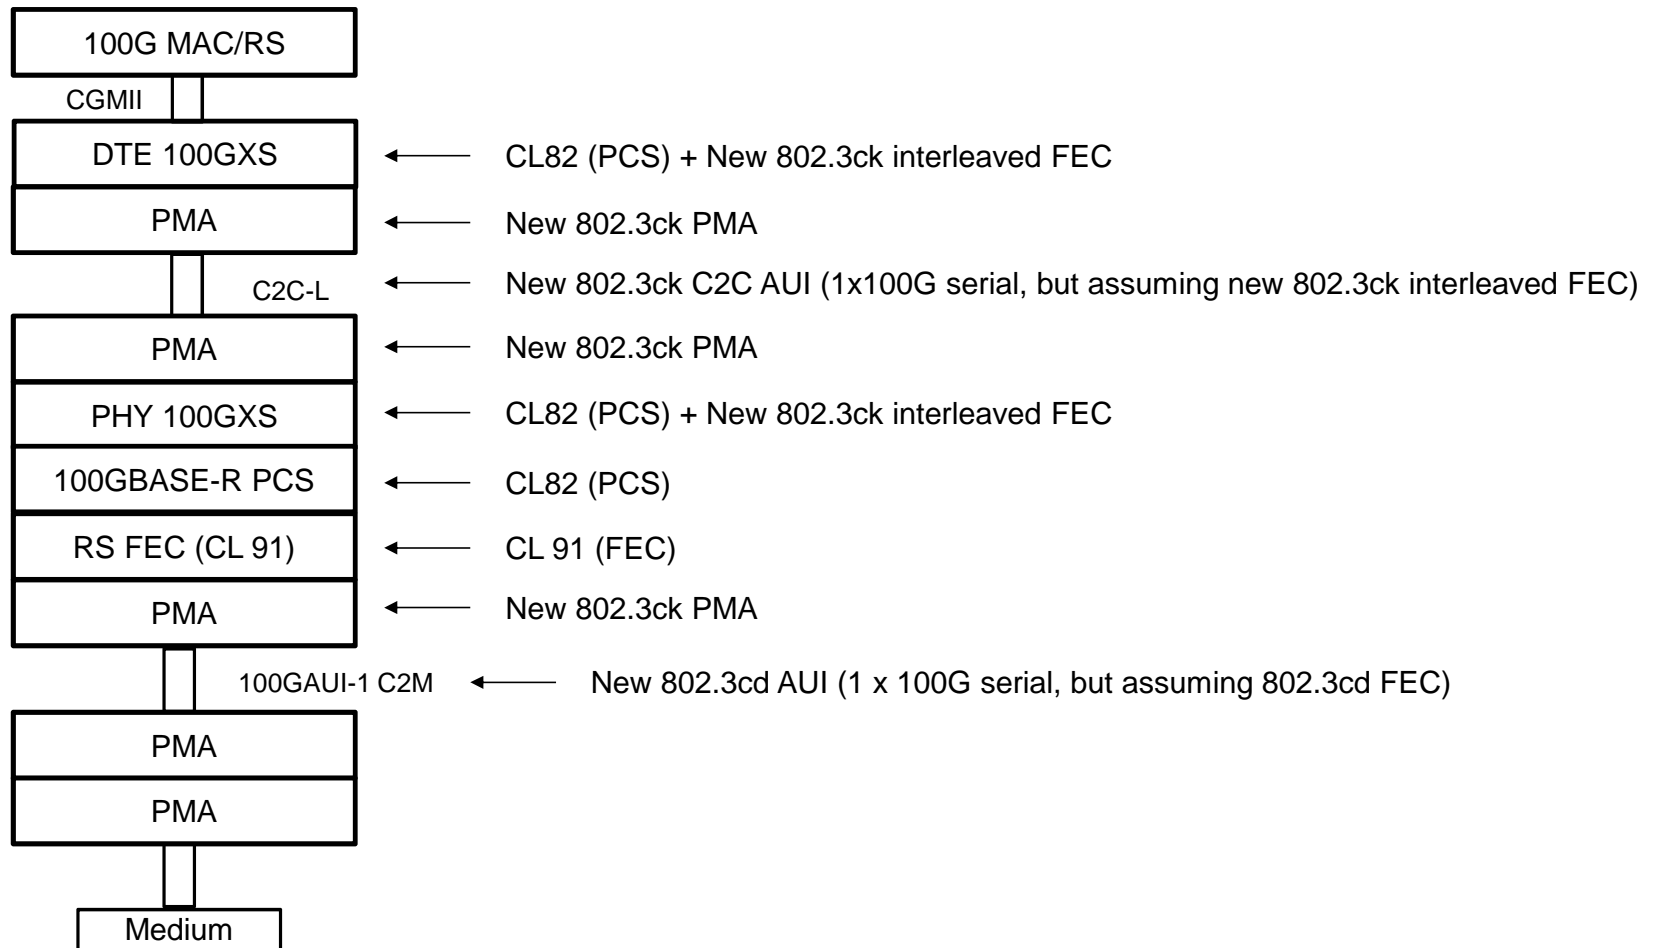 100G MAC/RS
CGMII
DTE 100GXS
CL82 (PCS) + New 802.3ck interleaved FEC
PMA
New 802.3ck PMA
C2C-L
New 802.3ck C2C AUI (1x100G serial, but assuming new 802.3ck interleaved FEC)
PMA
New 802.3ck PMA
PHY 100GXS
CL82 (PCS) + New 802.3ck interleaved FEC
100GBASE-R PCS
CL82 (PCS)
RS FEC (CL 91)
CL 91 (FEC)
PMA
New 802.3ck PMA
100GAUI-1 C2M
New 802.3cd AUI (1 x 100G serial, but assuming 802.3cd FEC)
PMA
PMA
Medium